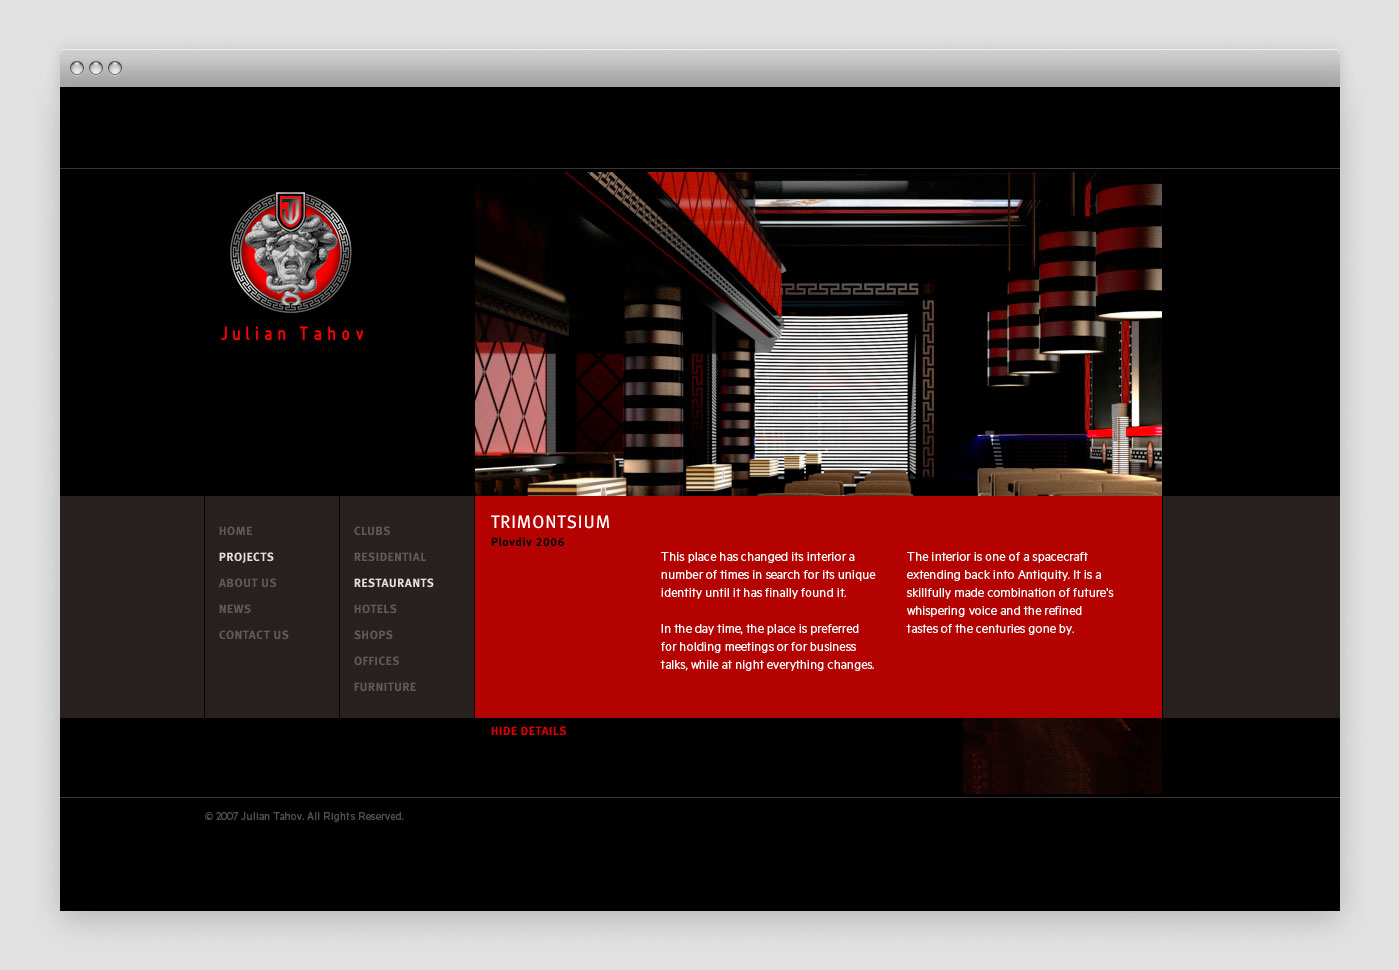 Julian Tahov
HOME
PROJECTS
ABOUT US
NEWS
CONTACT US
CLUBS
RESIDENTIAL
RESTAURANTS
HOTELS
SHOPS
OFFICES
FURNITURE
TRIMONTSIUM
Plovdiv 2006
This place has changed its interior a
number of times in search for its unique
identity until it has finally found it.
In the day time, the place is preferred
for holding meetings or for business
talks, while at night everything changes.
The interior is one of a spacecraft
extending back into Antiquity. It is a
skillfully made combination of future's
whispering voice and the refined
tastes of the centuries gone by.
HIDE DETAILS
© 2007 Julian Tahov. All Rights Reserved.